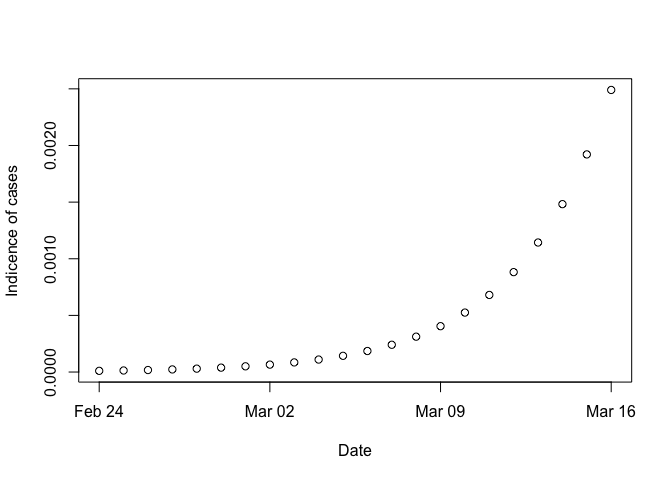 Indicence of cases
0.0020
0.0010
0.0000
Feb 24
Mar 02
Mar 09
Mar 16
Date